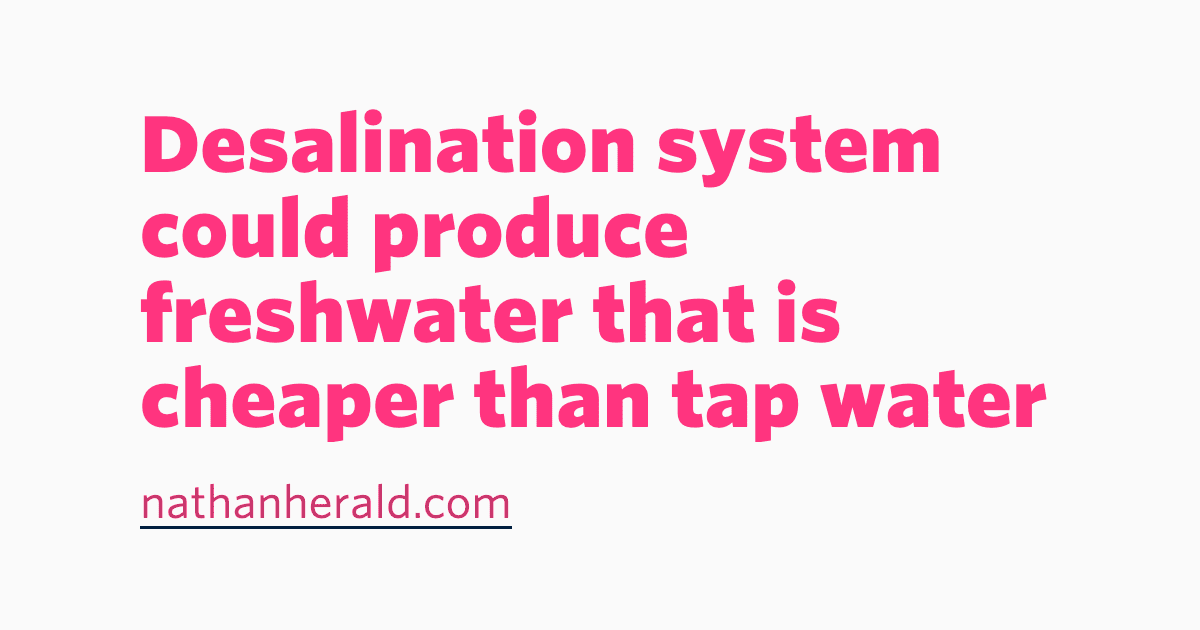 Desalination system
could produce
freshwater that is
cheaper than tap water
nathanherald.com